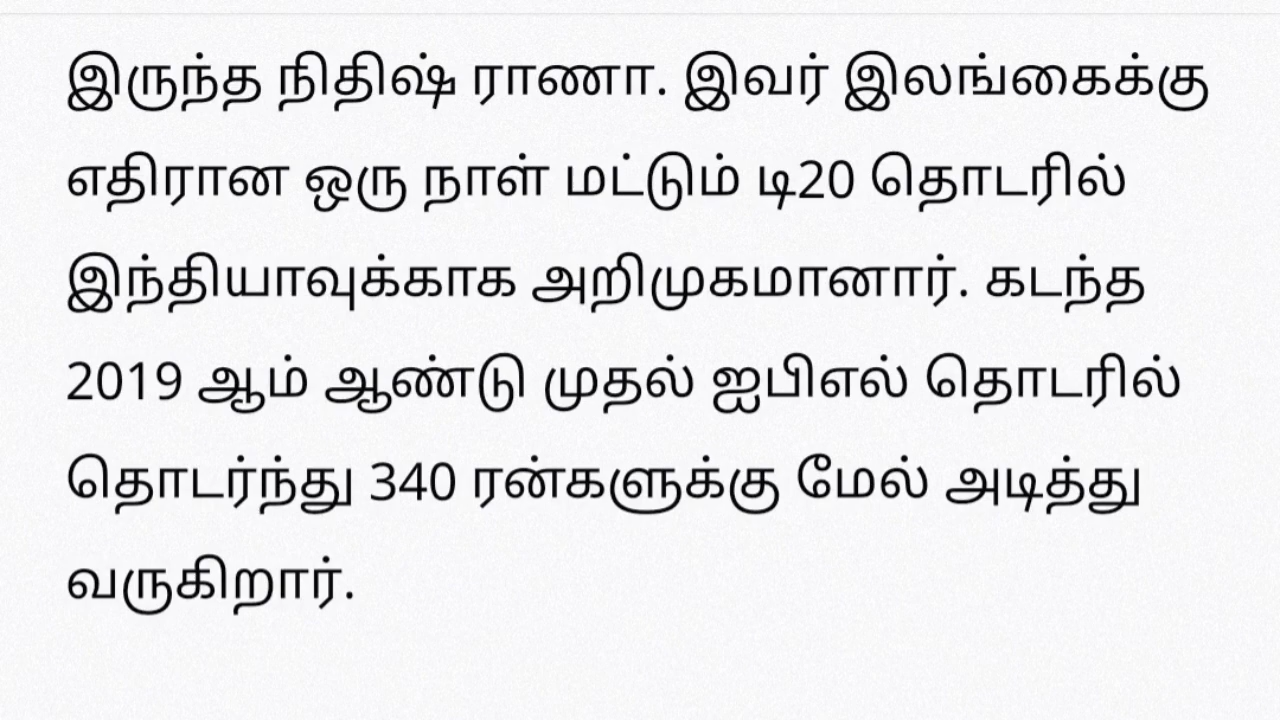 இருந்த நிதிஷ் ராணா. இவர் இலங்கைக்கு
எதிரான ஒரு நாள் மட்டும் டி20 தொடரில்
இந்தியாவுக்காக அறிமுகமானார். கடந்த
2019 ஆம் ஆண்டு முதல் ஐபிஎல் தொடரில்
தொடர்ந்து 340 ரன்களுக்கு மேல் அடித்து
வருகிறார்.